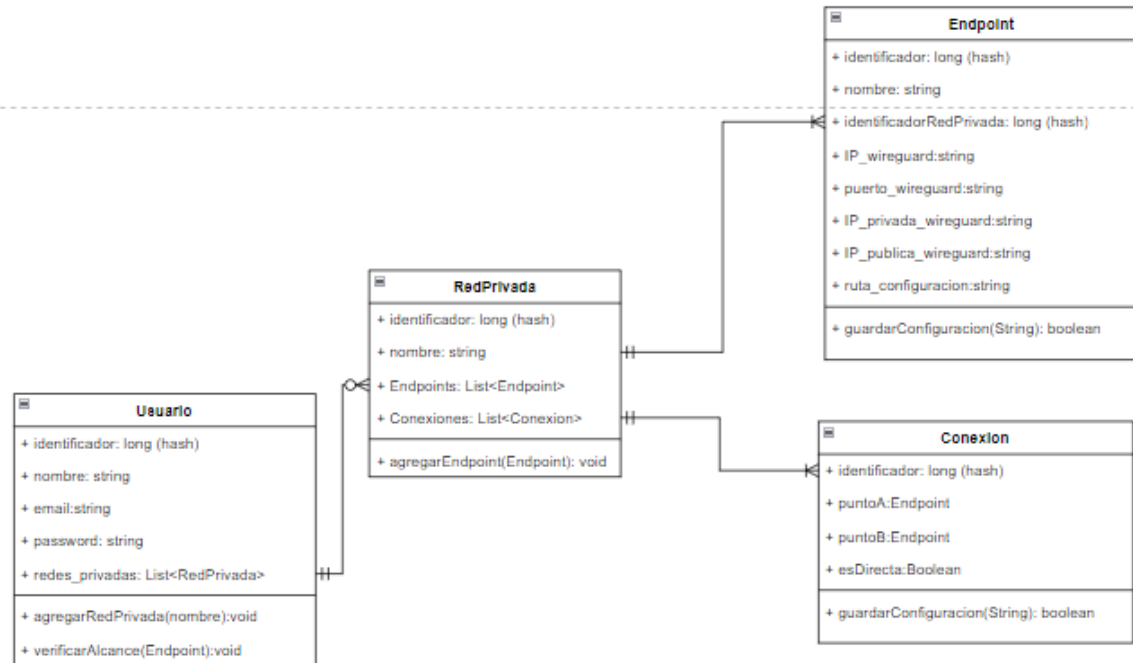 Endpoint
+ identificador: long (hash)
+ nombre: string
+ identificadorRedPrivada: long (hash)
+ IP_wireguard:string
+ puerto_wireguard:string
+ IP_privada_wireguard:string
+ IP_publica_wireguard:string
+ ruta_configuracion:string
+ guardarConfiguracion(String): boolean
RedPrivada
+ identificador: long (hash)
+ nombre: string
+ Endpoints: List<Endpoint>
+ Conexiones: List<Conexion>
+ agregarEndpoint(Endpoint): void
Usuario
+ identificador: long (hash)
+ nombre: string
+ email:string
+ password: string
+ redes_privadas: List<RedPrivada>
+ agregarRedPrivada(nombre):void
+ verificarAlcance(Endpoint):void
Conexion
+ identificador: long (hash)
+ puntoA:Endpoint
+ puntoB:Endpoint
+ esDirecta:Boolean
+ guardarConfiguracion(String): boolean